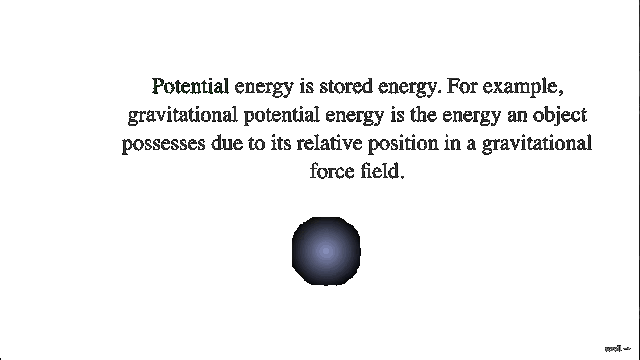 Potential energy is stored energy. For example,
gravitational potential energy is the energy an object
possesses due to its relative position in a gravitational
force field.